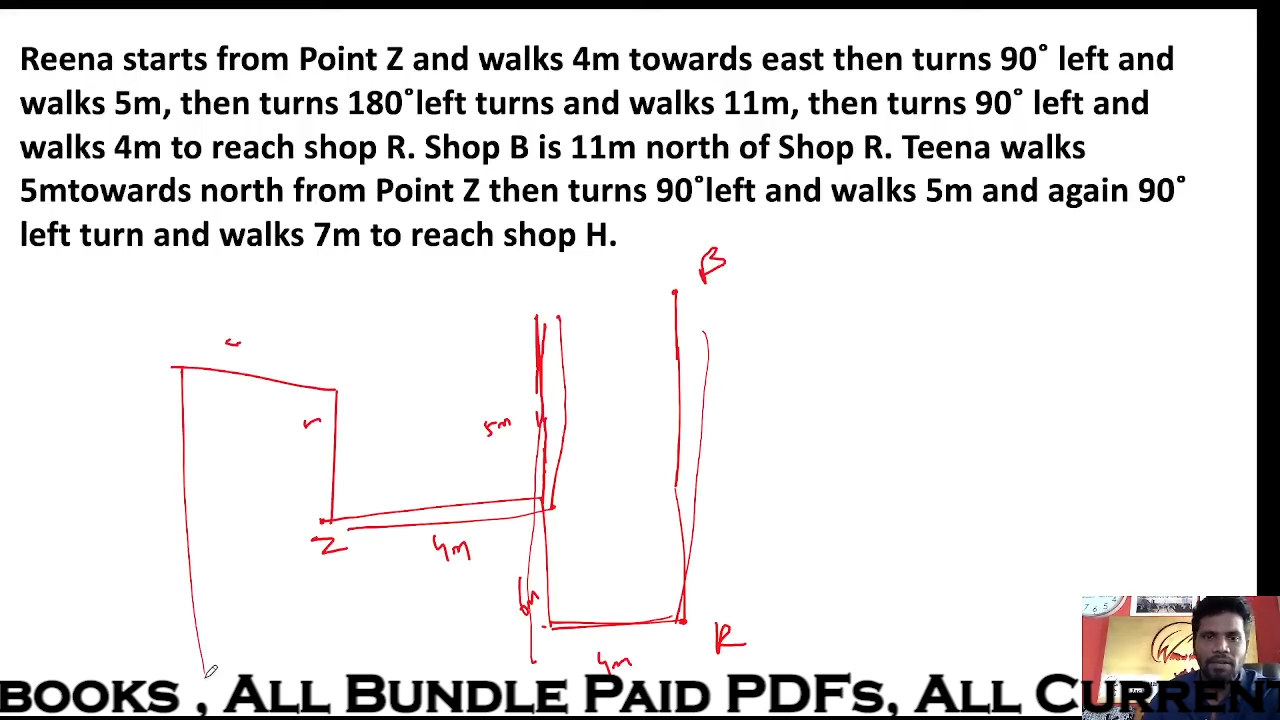 Reena starts from Point Z and walks 4m towards east then turns 90˚ left and
walks 5m, then turns 180˚left turns and walks 11m, then turns 90˚ left and
walks 4m to reach shop R. Shop B is 11m north of Shop R. Teena walks
5mtowards north from Point Z then turns 90˚left and walks 5m and again 90˚
left turn and walks 7m to reach shop H.
B
5m
Z
4m
6m
R
4m
BOOKS , ALL BUNDLE PAID PDFS, ALL CURREN